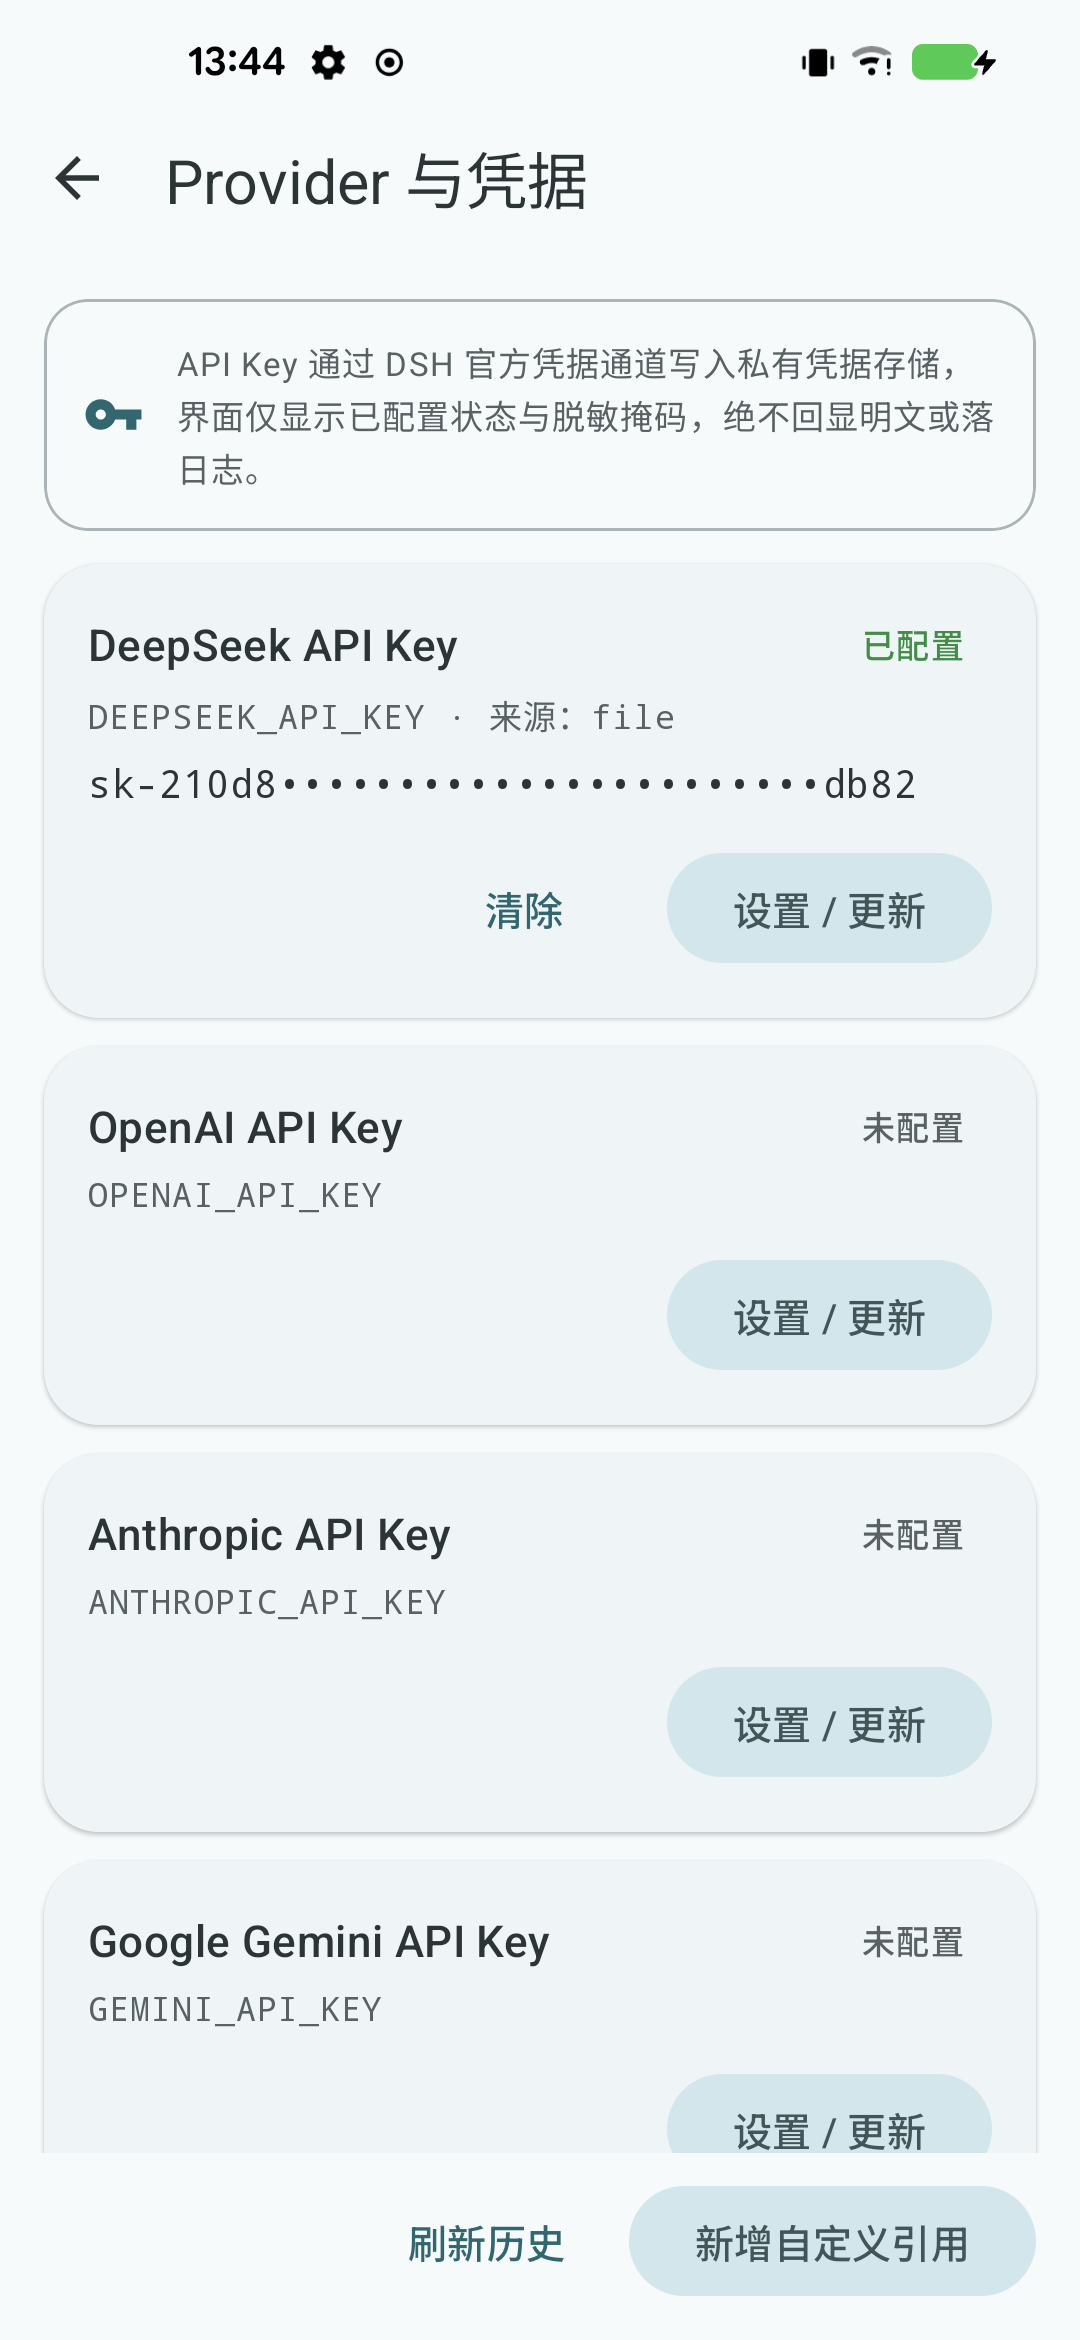 13:44
Provider 与凭据
API Key 通过 DSH 官方凭据通道写入私有凭据存储，
界面仅显示已配置状态与脱敏掩码，绝不回显明文或落
日志。
DeepSeek API Key 已配置
DEEPSEEK_API_KEY · 来源：file
sk-210d8•••••••••••••••••••••••db82
清除 设置 / 更新
OpenAI API Key 未配置
OPENAI_API_KEY
设置 / 更新
Anthropic API Key 未配置
ANTHROPIC_API_KEY
设置 / 更新
Google Gemini API Key 未配置
GEMINI_API_KEY
设置 / 更新
刷新历史 新增自定义引用